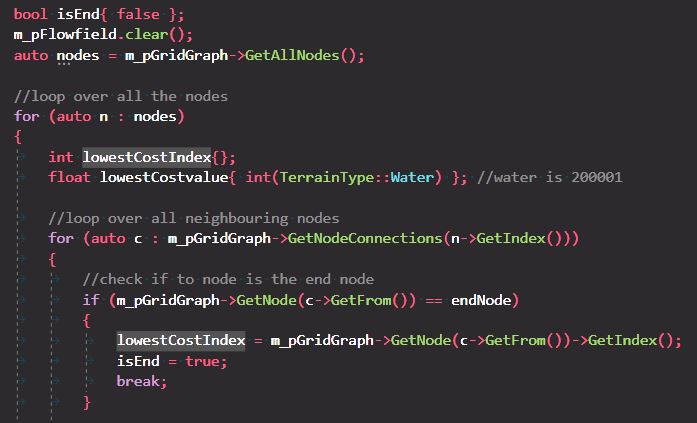 bool isEnd{ false };
m_pFlowfield.clear();
auto nodes = m_pGridGraph->GetAllNodes();
//loop over all the nodes
for (auto n : nodes)
{
int lowestCostIndex{};
float lowestCostvalue{ int(TerrainType::Water) }; //water is 200001
//loop over all neighbouring nodes
for (auto c : m_pGridGraph->GetNodeConnections(n->GetIndex()))
{
//check if to node is the end node
if (m_pGridGraph->GetNode(c->GetFrom()) == endNode)
{
lowestCostIndex = m_pGridGraph->GetNode(c->GetFrom())->GetIndex();
isEnd = true;
break;
}